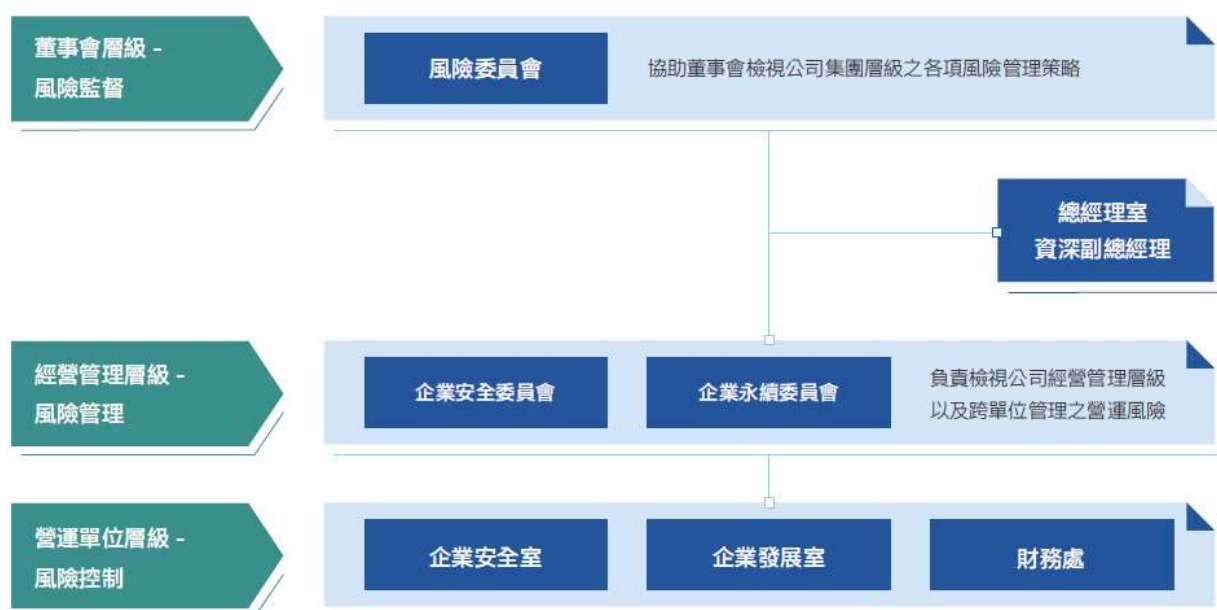 董事會層級 -
風險監督
風險委員會
協助董事會檢視公司集團層級之各項風險管理策略
總經理室
資深副總經理
經營管理層級 -
風險管理
企業安全委員會
企業永續委員會
負責檢視公司經營管理層級
以及跨單位管理之營運風險
營運單位層級 -
風險控制
企業安全室
企業發展室
財務處